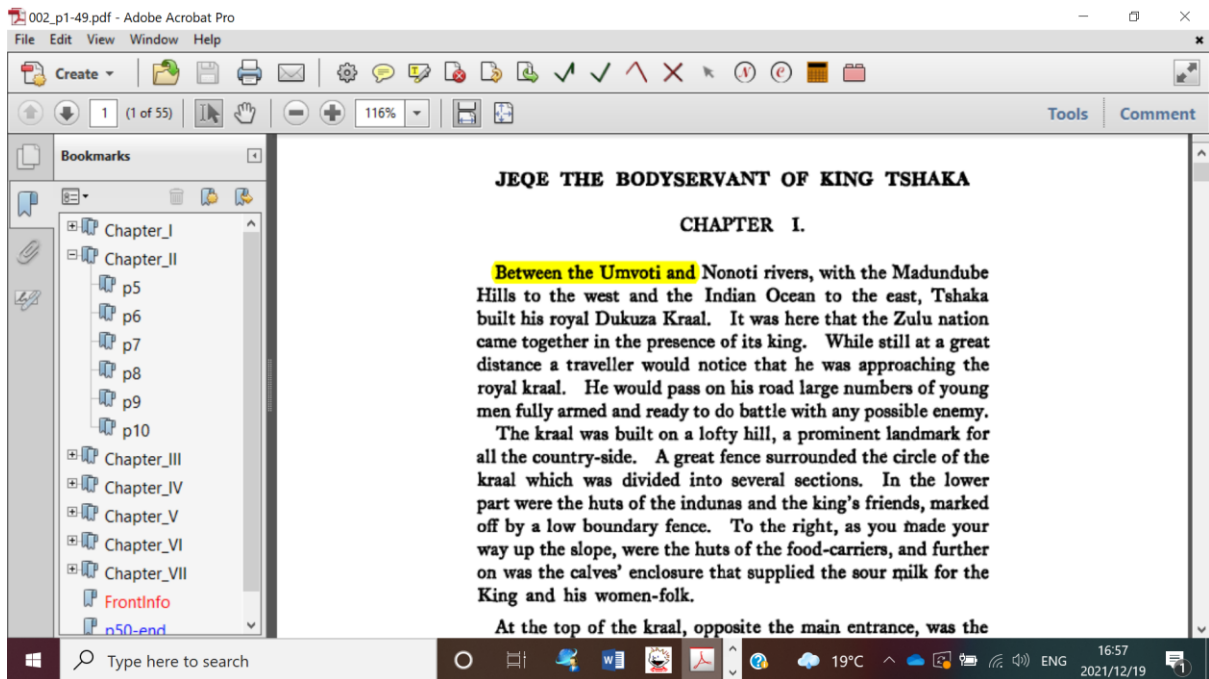 002_p1-49.pdf - Adobe Acrobat Pro
File Edit View Window Help
Create
1 (1 of 55) 116% Tools Comment
Bookmarks
Chapter_I
Chapter_II
p5
p6
p7
p8
p9
p10
Chapter_III
Chapter_IV
Chapter_V
Chapter_VI
Chapter_VII
FrontInfo
p50-end
JEQE THE BODYSERVANT OF KING TSHAKA
CHAPTER I.
Between the Umvoti and Nonoti rivers, with the Madundube
Hills to the west and the Indian Ocean to the east, Tshaka
built his royal Dukuza Kraal. It was here that the Zulu nation
came together in the presence of its king. While still at a great
distance a traveller would notice that he was approaching the
royal kraal. He would pass on his road large numbers of young
men fully armed and ready to do battle with any possible enemy.
The kraal was built on a lofty hill, a prominent landmark for
all the country-side. A great fence surrounded the circle of the
kraal which was divided into several sections. In the lower
part were the huts of the indunas and the king's friends, marked
off by a low boundary fence. To the right, as you made your
way up the slope, were the huts of the food-carriers, and further
on was the calves' enclosure that supplied the sour milk for the
King and his women-folk.
At the top of the kraal, opposite the main entrance, was the
Type here to search
19°C ENG 16:57
2021/12/19
1